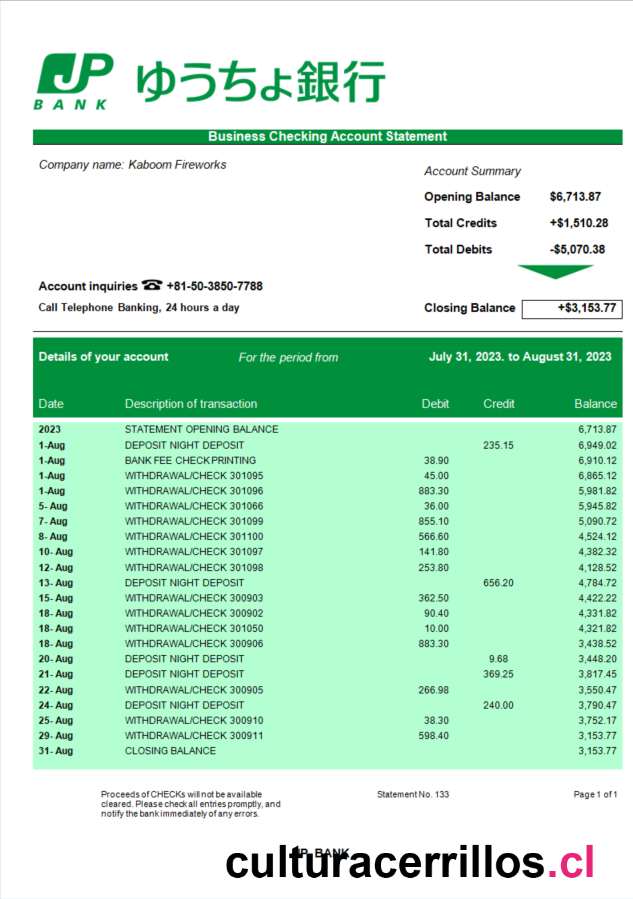 JP
BANK
ゆうちょ銀行
Business Checking Account Statement
Company name: Kaboom Fireworks
Account Summary
Opening Balance $6,713.87
Total Credits +$1,510.28
Total Debits -$5,070.38
Account inquiries ☎ +81-50-3850-7788
Call Telephone Banking, 24 hours a day
Closing Balance +$3,153.77
Details of your account For the period from July 31, 2023. to August 31, 2023
Date Description of transaction Debit Credit Balance
2023 STATEMENT OPENING BALANCE 6,713.87
1-Aug DEPOSIT NIGHT DEPOSIT 235.15 6,949.02
1-Aug BANK FEE CHECK PRINTING 38.90 6,910.12
1-Aug WITHDRAWAL/CHECK 301095 45.00 6,865.12
1-Aug WITHDRAWAL/CHECK 301096 883.30 5,981.82
5- Aug WITHDRAWAL/CHECK 301066 36.00 5,945.82
7- Aug WITHDRAWAL/CHECK 301099 855.10 5,090.72
8- Aug WITHDRAWAL/CHECK 301100 566.60 4,524.12
10- Aug WITHDRAWAL/CHECK 301097 141.80 4,382.32
12- Aug WITHDRAWAL/CHECK 301098 253.80 4,128.52
13- Aug DEPOSIT NIGHT DEPOSIT 656.20 4,784.72
15- Aug WITHDRAWAL/CHECK 300903 362.50 4,422.22
18- Aug WITHDRAWAL/CHECK 300902 90.40 4,331.82
18- Aug WITHDRAWAL/CHECK 301050 10.00 4,321.82
18- Aug WITHDRAWAL/CHECK 300906 883.30 3,438.52
20- Aug DEPOSIT NIGHT DEPOSIT 9.68 3,448.20
21- Aug DEPOSIT NIGHT DEPOSIT 369.25 3,817.45
22- Aug WITHDRAWAL/CHECK 300905 266.98 3,550.47
24- Aug DEPOSIT NIGHT DEPOSIT 240.00 3,790.47
25- Aug WITHDRAWAL/CHECK 300910 38.30 3,752.17
29- Aug WITHDRAWAL/CHECK 300911 598.40 3,153.77
31- Aug CLOSING BALANCE 3,153.77
Proceeds of CHECKs will not be available
cleared. Please check all entries promptly, and
notify the bank immediately of any errors.
Statement No. 133
Page 1 of 1
JP BANK
culturacerrillos.cl